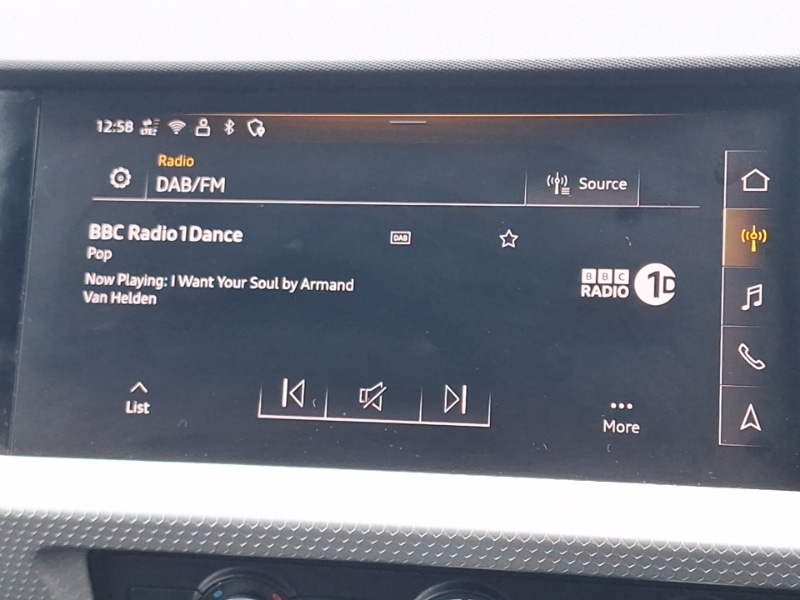 12:58 LTE
Radio
DAB/FM
Source
BBC Radio1Dance
DAB
Pop
Now Playing: I Want Your Soul by Armand
Van Helden
BBC
RADIO 1D
List
More